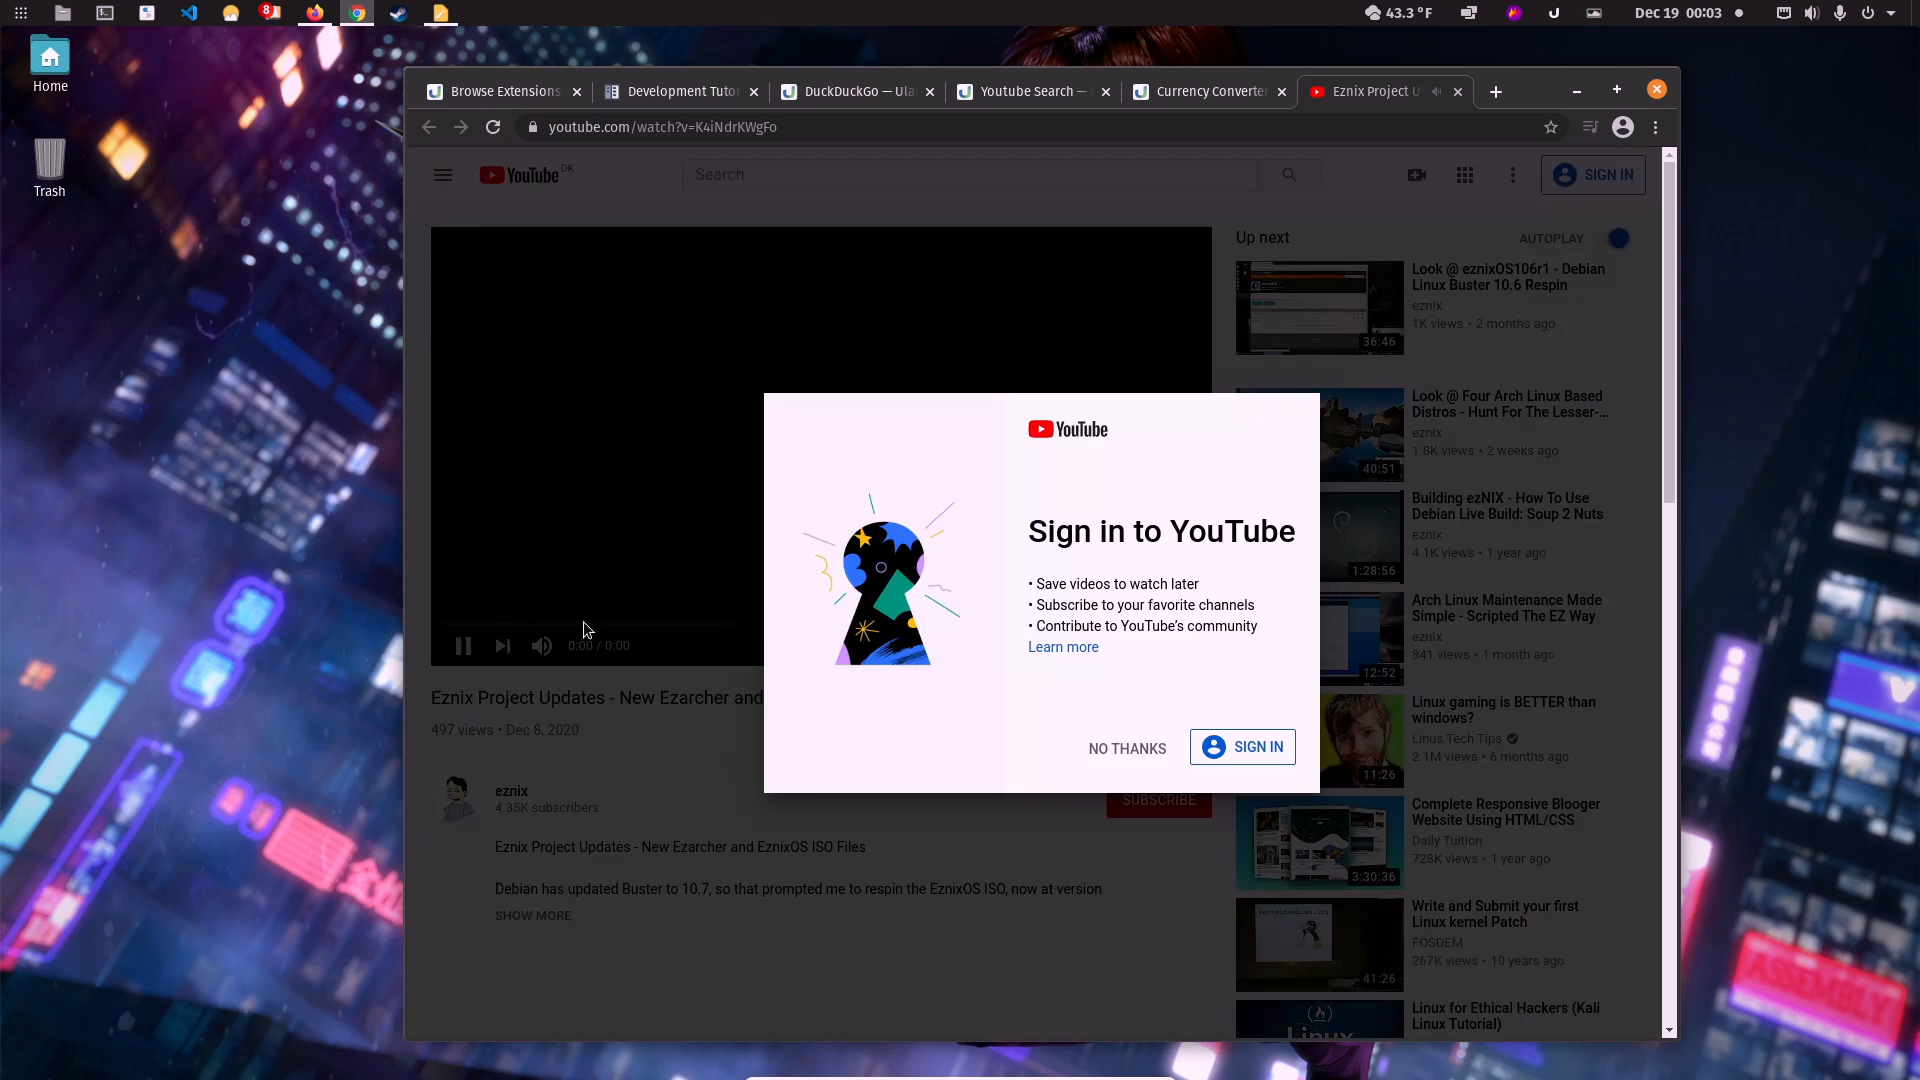 8
43.3 °F
Dec 19 00:03
Home
Trash
Browse Extensions
Development Tutor
DuckDuckGo — Ula
Youtube Search —
Currency Converter
Eznix Project U
youtube.com/watch?v=K4iNdrKWgFo
YouTube DK
Search
SIGN IN
Up next
AUTOPLAY
Look @ eznixOS106r1 - Debian
Linux Buster 10.6 Respin
eznix
1K views • 2 months ago
36:46
Look @ Four Arch Linux Based
Distros - Hunt For The Lesser-...
eznix
1.8K views • 2 weeks ago
40:51
Building ezNIX - How To Use
Debian Live Build: Soup 2 Nuts
eznix
4.1K views • 1 year ago
1:28:56
Arch Linux Maintenance Made
Simple - Scripted The EZ Way
eznix
841 views • 1 month ago
12:52
Linux gaming is BETTER than
windows?
Linus Tech Tips
2.1M views • 6 months ago
11:26
Complete Responsive Blooger
Website Using HTML/CSS
Dally Tuition
728K views • 1 year ago
3:30:36
Write and Submit your first
Linux kernel Patch
FOSDEM
267K views • 10 years ago
41:26
Linux for Ethical Hackers (Kali
Linux Tutorial)
Linux
YouTube
Sign in to YouTube
• Save videos to watch later
• Subscribe to your favorite channels
• Contribute to YouTube's community
Learn more
NO THANKS
SIGN IN
0:00 / 0:00
Eznix Project Updates - New Ezarcher and
497 views • Dec 8, 2020
eznix
4.35K subscribers
SUBSCRIBE
Eznix Project Updates - New Ezarcher and EznixOS ISO Files
Debian has updated Buster to 10.7, so that prompted me to respin the EznixOS ISO, now at version
SHOW MORE
ASSEMBLY